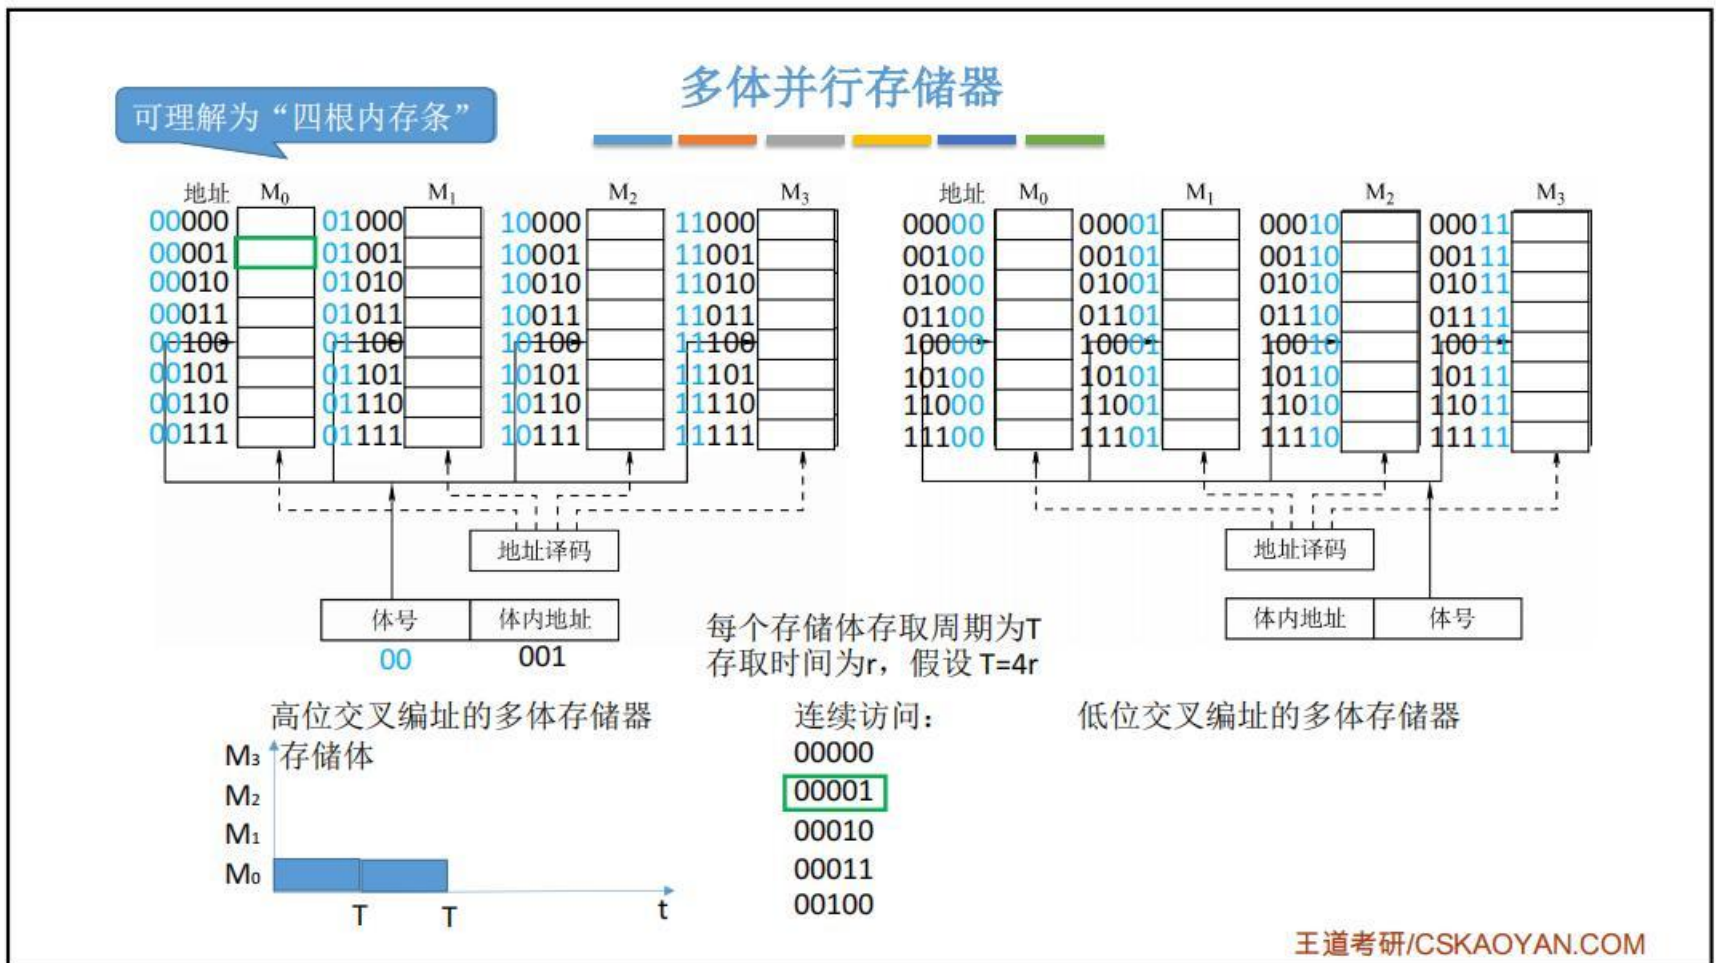 多体并行存储器
可理解为“四根内存条”
地址 M0 M1 M2 M3
00000 01000 10000 11000
00001 01001 10001 11001
00010 01010 10010 11010
00011 01011 10011 11011
00100 01100 10100 11100
00101 01101 10101 11101
00110 01110 10110 11110
00111 01111 10111 11111
地址译码
体号 体内地址
00 001
高位交叉编址的多体存储器
地址 M0 M1 M2 M3
00000 00001 00010 00011
00100 00101 00110 00111
01000 01001 01010 01011
01100 01101 01110 01111
10000 10001 10010 10011
10100 10101 10110 10111
11000 11001 11010 11011
11100 11101 11110 11111
地址译码
体内地址 体号
低位交叉编址的多体存储器
每个存储体存取周期为T
存取时间为r，假设 T=4r
连续访问：
00000
00001
00010
00011
00100
存储体
M3
M2
M1
M0
T T t
王道考研/CSKAOYAN.COM